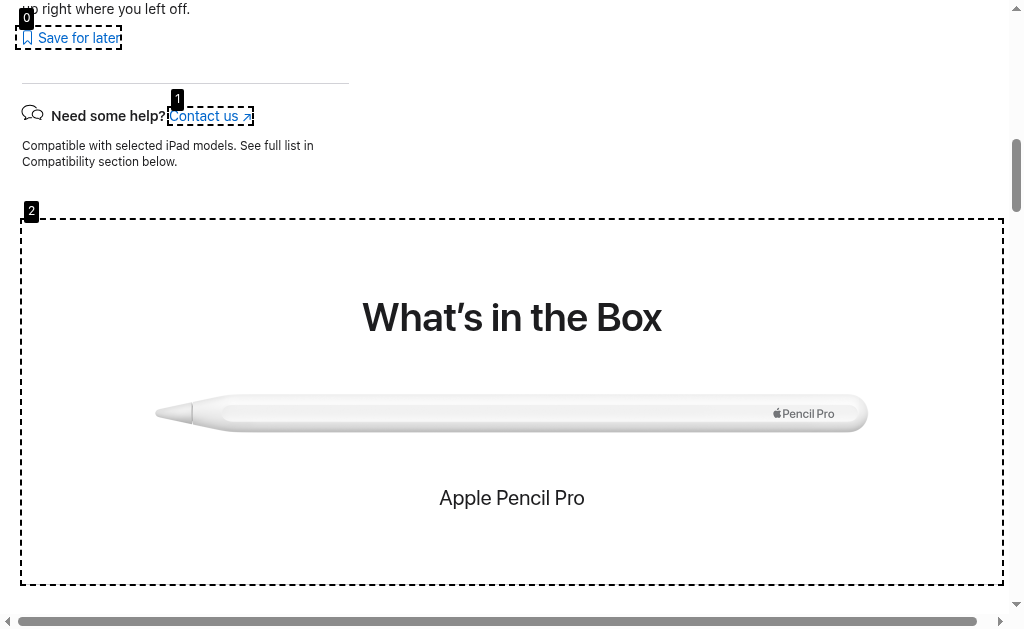 up right where you left off.
0
Save for later
1
Need some help? Contact us ↗
Compatible with selected iPad models. See full list in
Compatibility section below.
2
What’s in the Box
Pencil Pro
Apple Pencil Pro